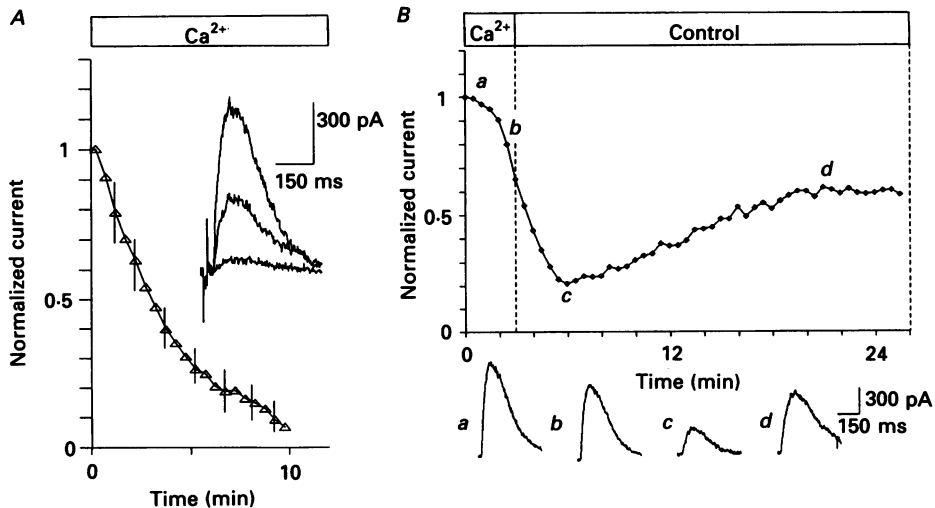 A
Ca²⁺
Normalized current
1
0·5
0
0
10
Time (min)
300 pA
150 ms
B
Ca²⁺
Control
Normalized current
1
0·5
0
0
12
24
Time (min)
a
b
c
d
a
b
c
d
300 pA
150 ms